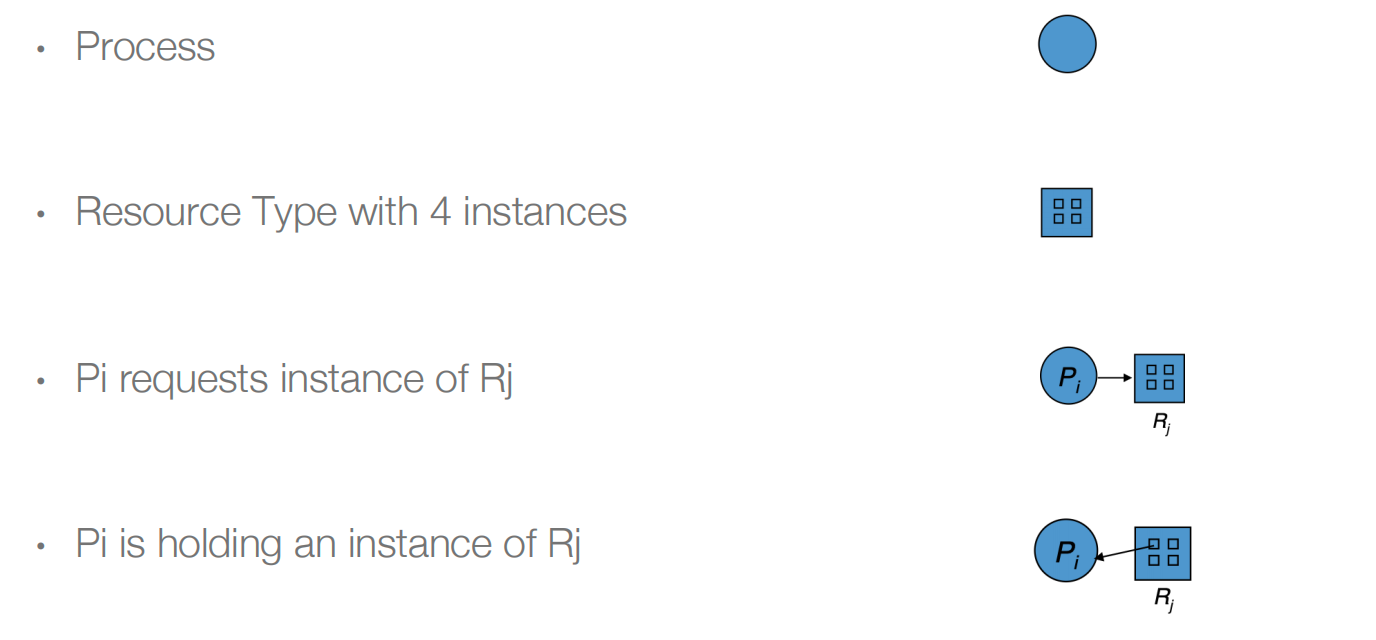 • Process
• Resource Type with 4 instances
• Pi requests instance of Rj
Pi
Rj
• Pi is holding an instance of Rj
Pi
Rj